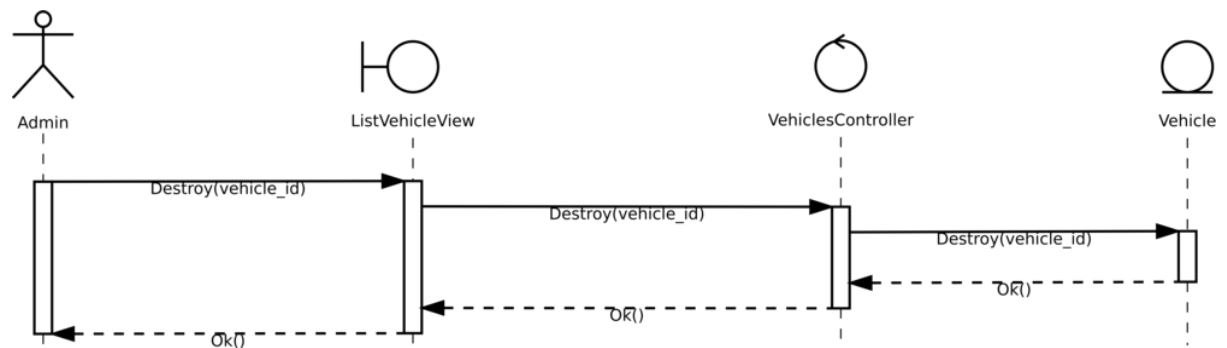 Admin
ListVehicleView
VehiclesController
Vehicle
Destroy(vehicle_id)
Destroy(vehicle_id)
Destroy(vehicle_id)
Ok()
Ok()
Ok()